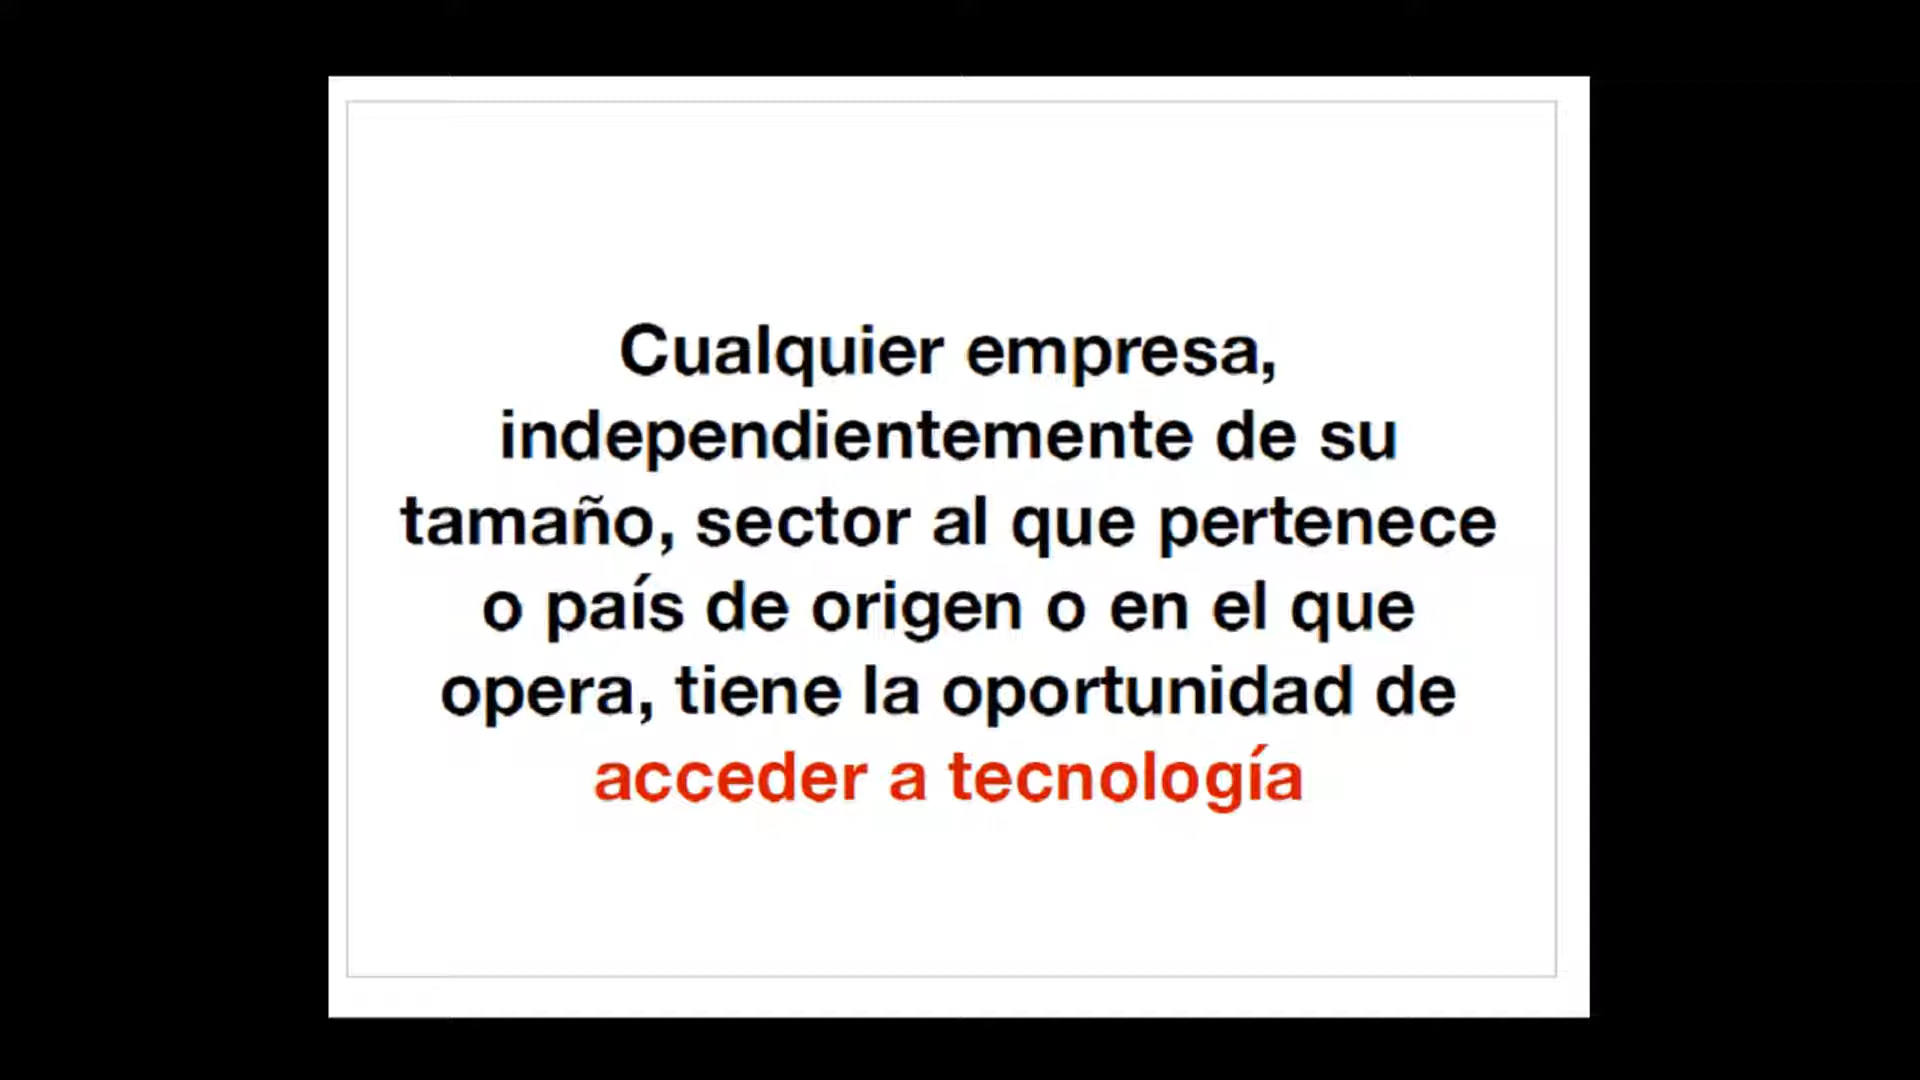 Cualquier empresa,
independientemente de su
tamaño, sector al que pertenece
o país de origen o en el que
opera, tiene la oportunidad de
acceder a tecnología